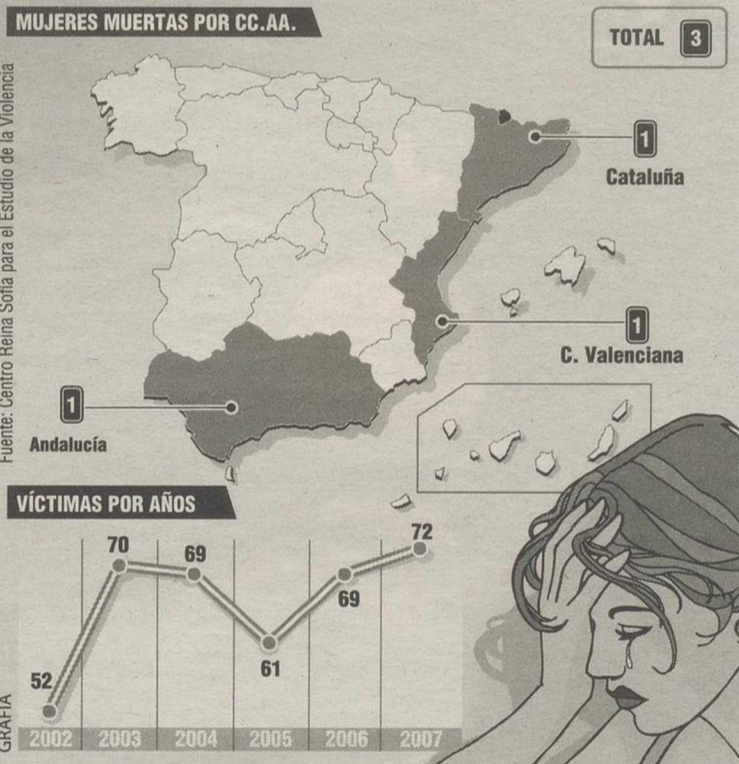 MUJERES MUERTAS POR CC.AA.
TOTAL 3
Fuente: Centro Reina Sofía para el Estudio de la Violencia
1
Cataluña
1
C. Valenciana
1
Andalucía
VÍCTIMAS POR AÑOS
52
70
69
61
69
72
2002 2003 2004 2005 2006 2007
GRAFIA